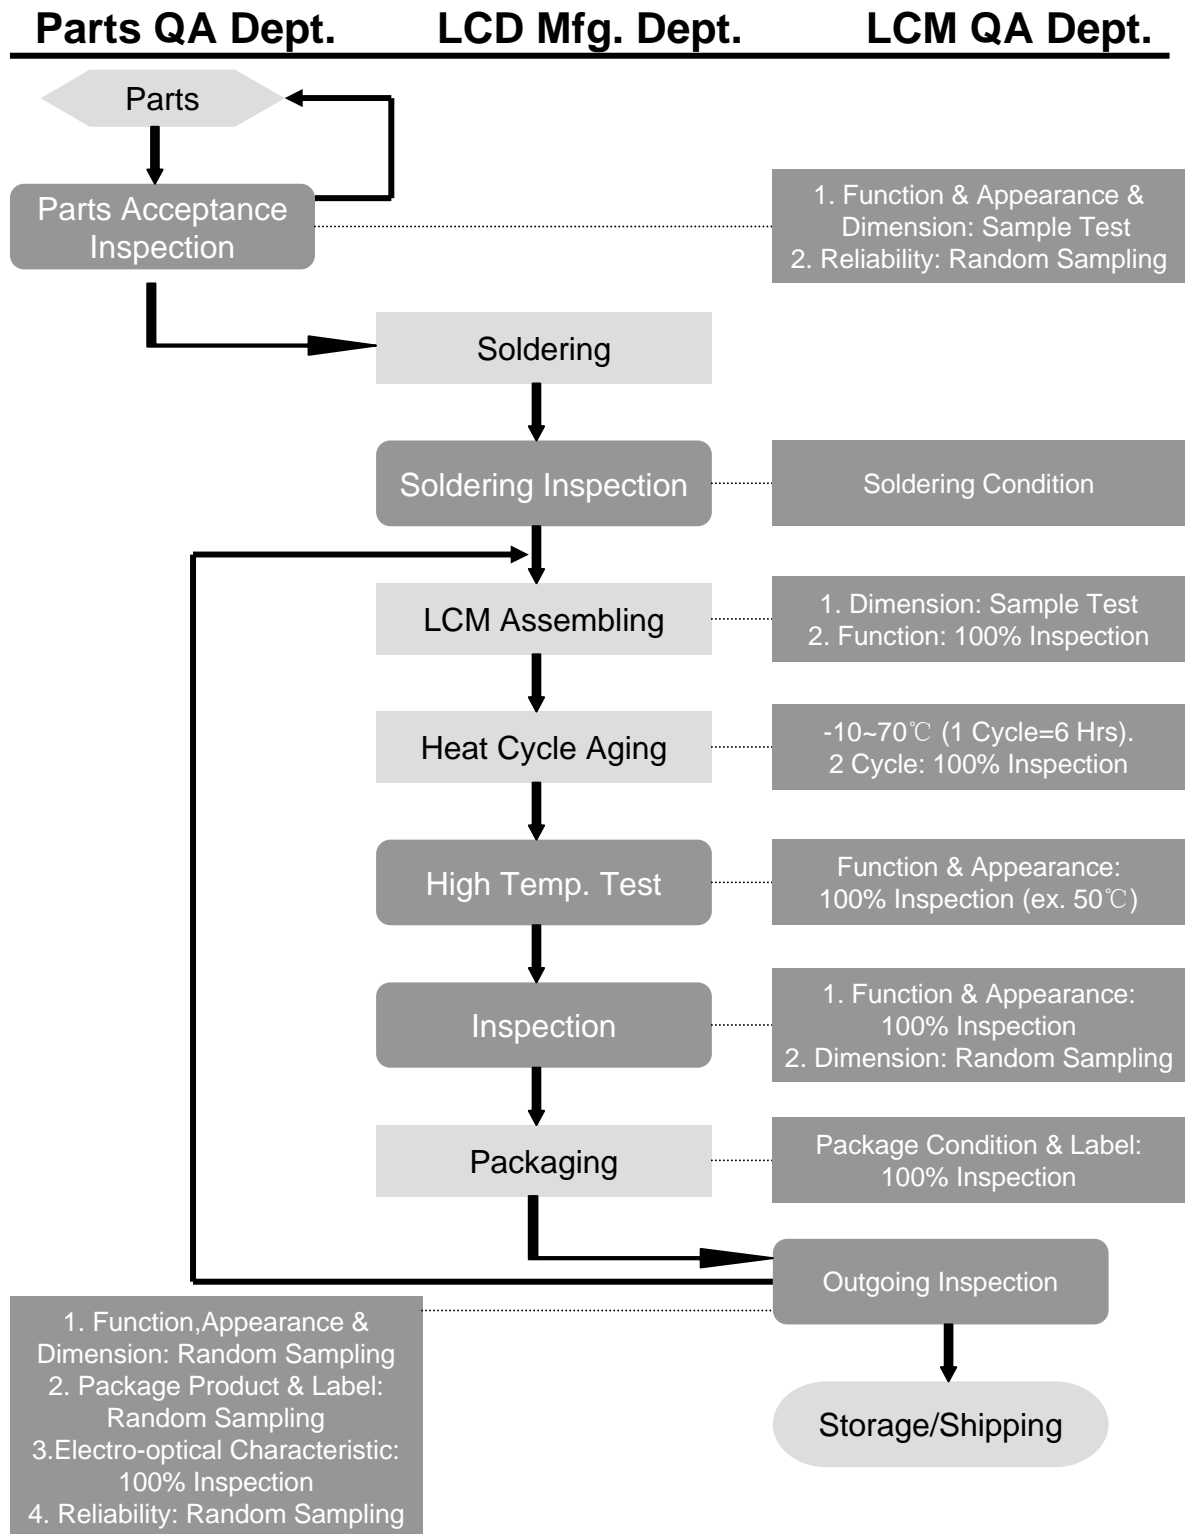 Parts QA Dept. LCD Mfg. Dept. LCM QA Dept.
Parts
Parts Acceptance
Inspection
1. Function & Appearance &
Dimension: Sample Test
2. Reliability: Random Sampling
Soldering
Soldering Inspection
Soldering Condition
LCM Assembling
1. Dimension: Sample Test
2. Function: 100% Inspection
Heat Cycle Aging
-10~70℃ (1 Cycle=6 Hrs).
2 Cycle: 100% Inspection
High Temp. Test
Function & Appearance:
100% Inspection (ex. 50℃)
Inspection
1. Function & Appearance:
100% Inspection
2. Dimension: Random Sampling
Packaging
Package Condition & Label:
100% Inspection
Outgoing Inspection
1. Function,Appearance &
Dimension: Random Sampling
2. Package Product & Label:
Random Sampling
3.Electro-optical Characteristic:
100% Inspection
4. Reliability: Random Sampling
Storage/Shipping